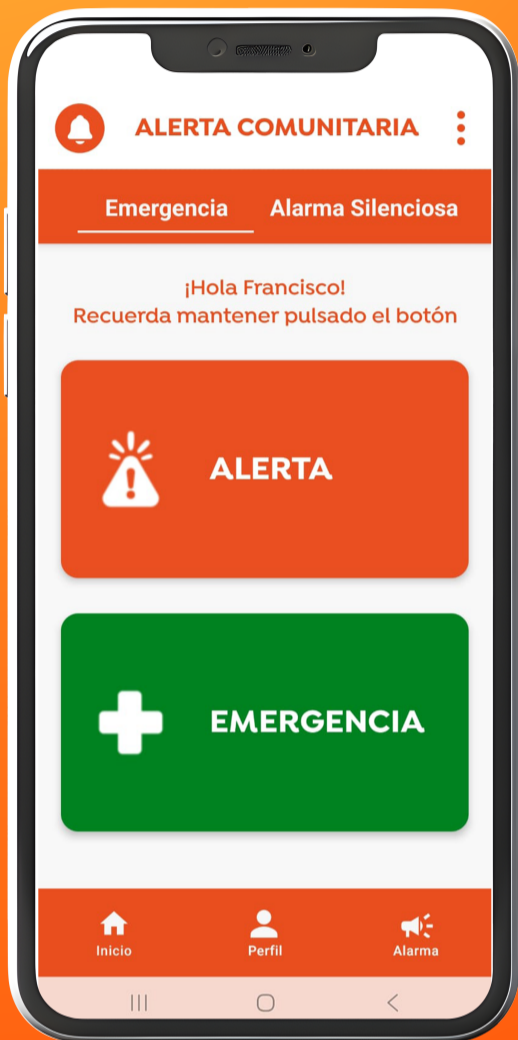 ALERTA COMUNITARIA
Emergencia Alarma Silenciosa
¡Hola Francisco!
Recuerda mantener pulsado el botón
ALERTA
EMERGENCIA
Inicio Perfil Alarma